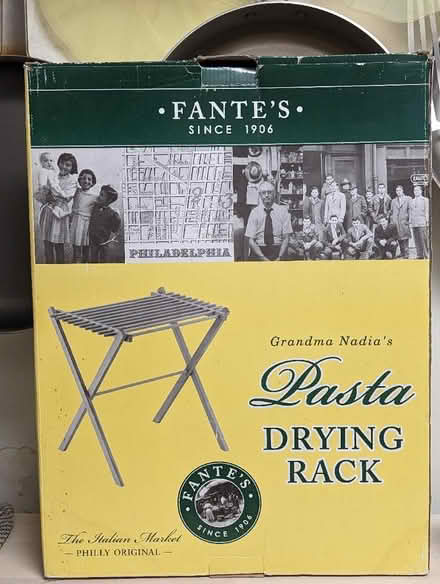 • FANTE'S •
SINCE 1906
PHILADELPHIA
Grandma Nadia's
Pasta
DRYING
RACK
• FANTE'S •
SINCE 1906
The Italian Market
— PHILLY ORIGINAL —